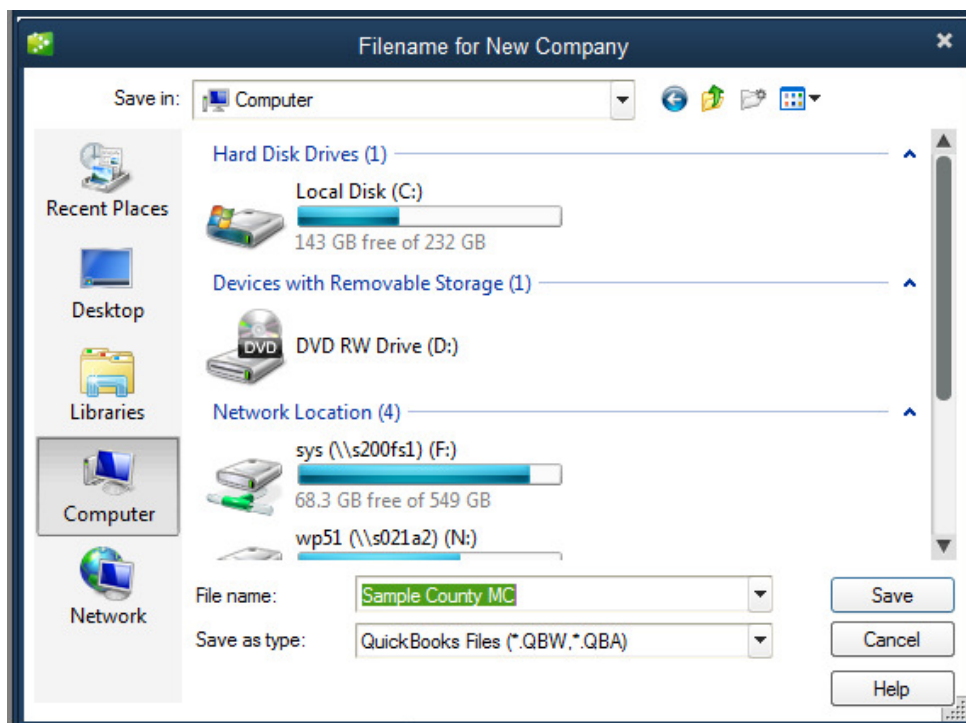 Filename for New Company
Save in:
Computer
Recent Places
Desktop
Libraries
Computer
Network
Hard Disk Drives (1)
Local Disk (C:)
143 GB free of 232 GB
Devices with Removable Storage (1)
DVD
DVD RW Drive (D:)
Network Location (4)
sys (\\s200fs1) (F:)
68.3 GB free of 549 GB
wp51 (\\s021a2) (N:)
File name:
Sample County MC
Save
Save as type:
QuickBooks Files (*.QBW,*.QBA)
Cancel
Help